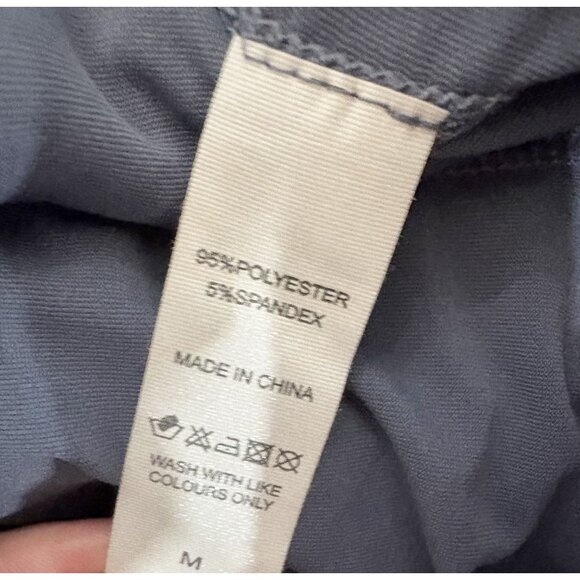 95%POLYESTER
5%SPANDEX
MADE IN CHINA
WASH WITH LIKE
COLOURS ONLY
M